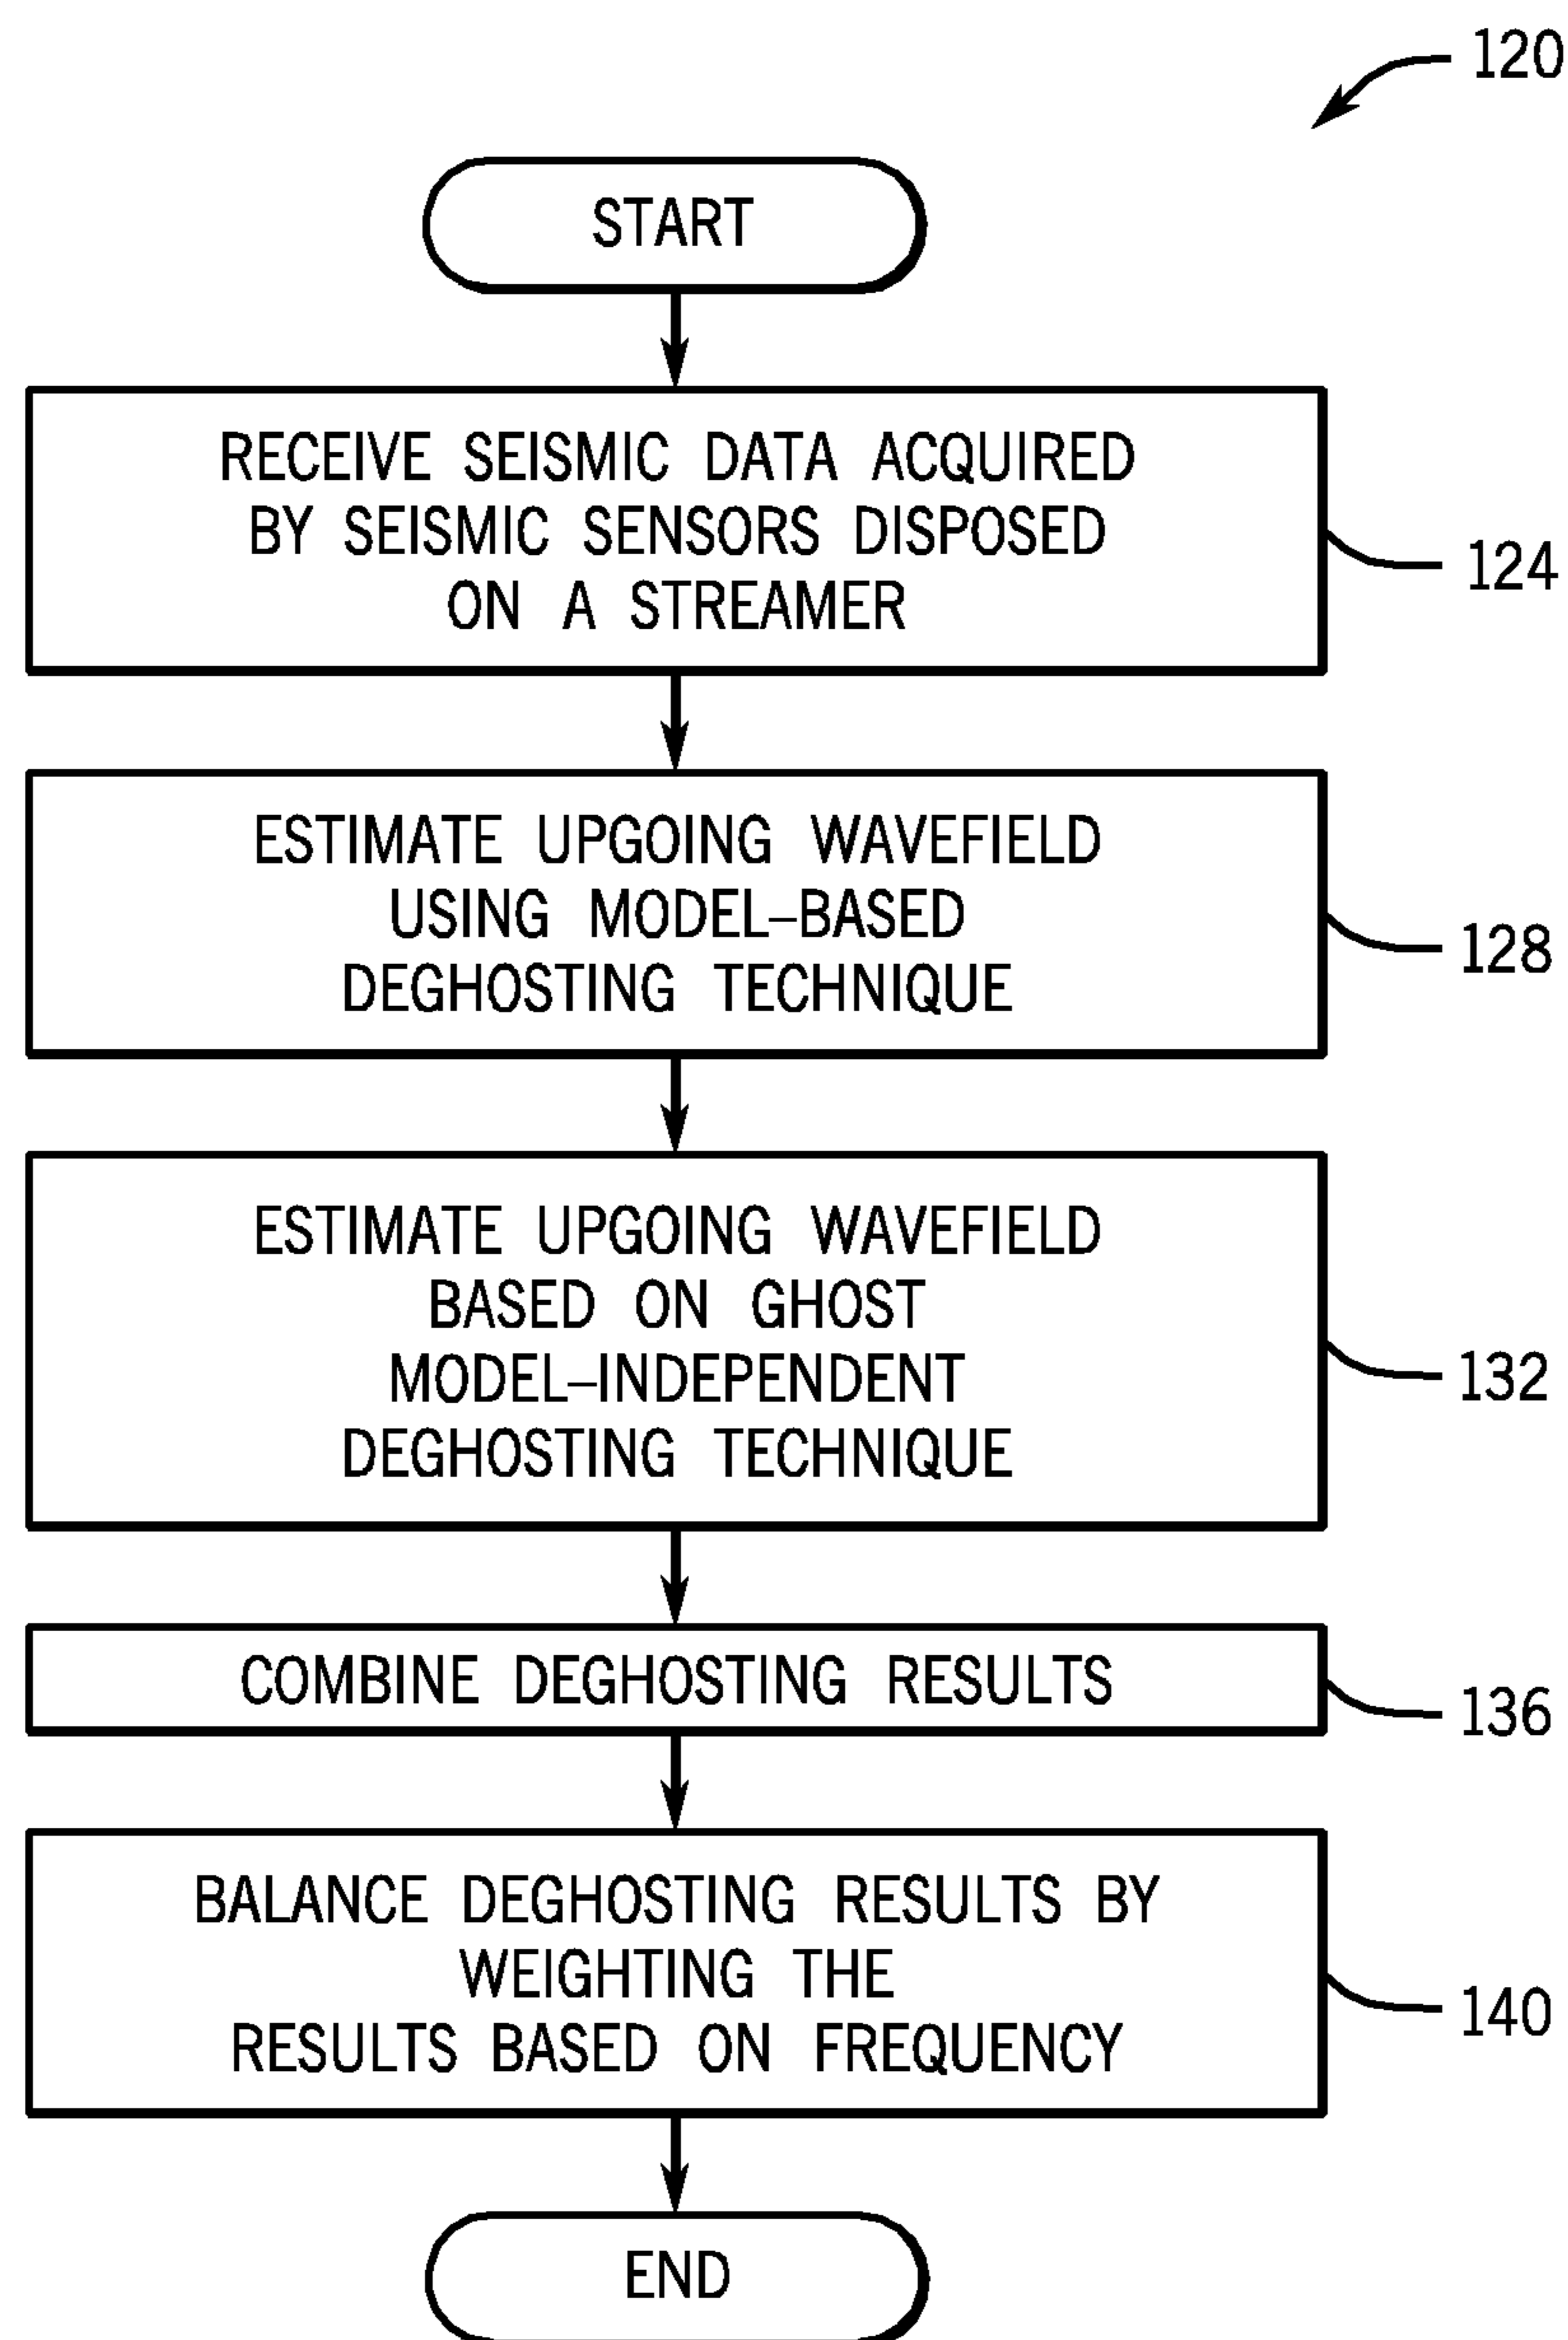 120
START
RECEIVE SEISMIC DATA ACQUIRED
BY SEISMIC SENSORS DISPOSED
ON A STREAMER
124
ESTIMATE UPGOING WAVEFIELD
USING MODEL–BASED
DEGHOSTING TECHNIQUE
128
ESTIMATE UPGOING WAVEFIELD
BASED ON GHOST
MODEL–INDEPENDENT
DEGHOSTING TECHNIQUE
132
COMBINE DEGHOSTING RESULTS
136
BALANCE DEGHOSTING RESULTS BY
WEIGHTING THE
RESULTS BASED ON FREQUENCY
140
END